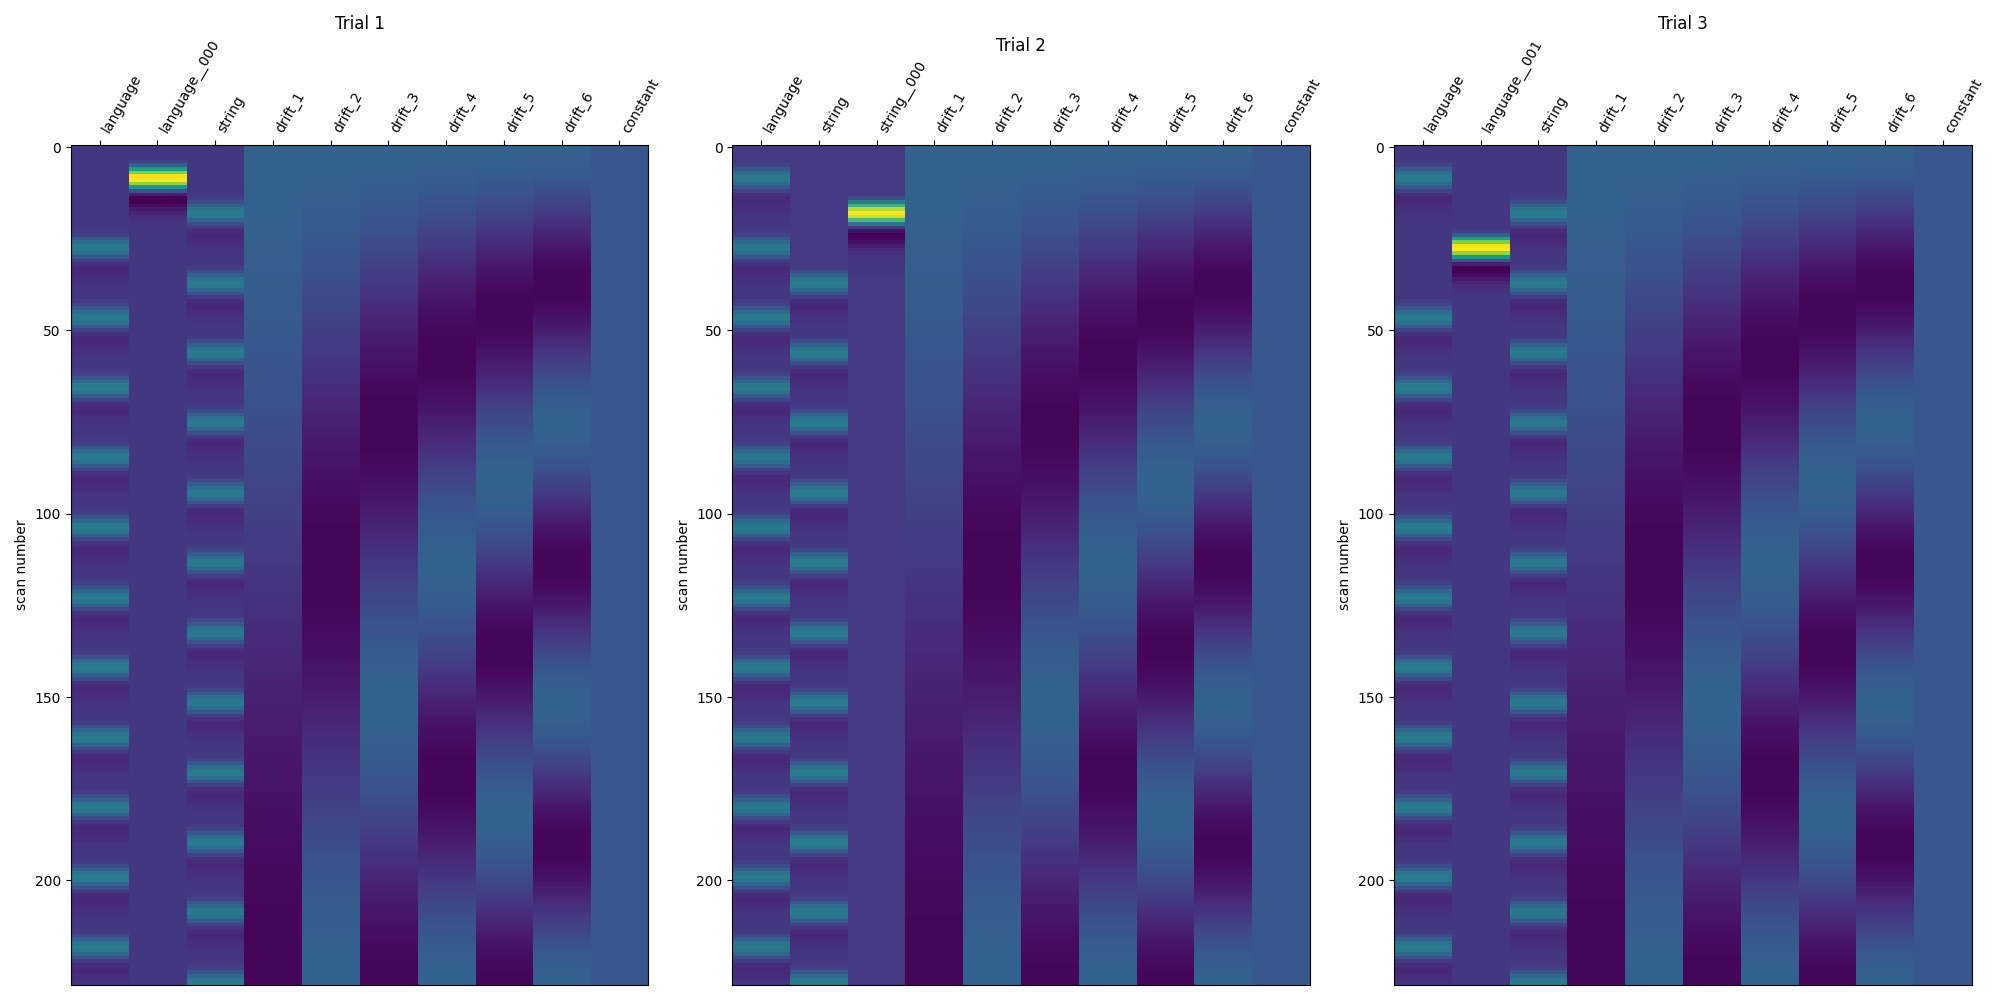 Trial 1
language
language__000
string
drift_1
drift_2
drift_3
drift_4
drift_5
drift_6
constant
scan number
0
50
100
150
200
Trial 2
language
string
string__000
drift_1
drift_2
drift_3
drift_4
drift_5
drift_6
constant
scan number
0
50
100
150
200
Trial 3
language
language__001
string
drift_1
drift_2
drift_3
drift_4
drift_5
drift_6
constant
scan number
0
50
100
150
200